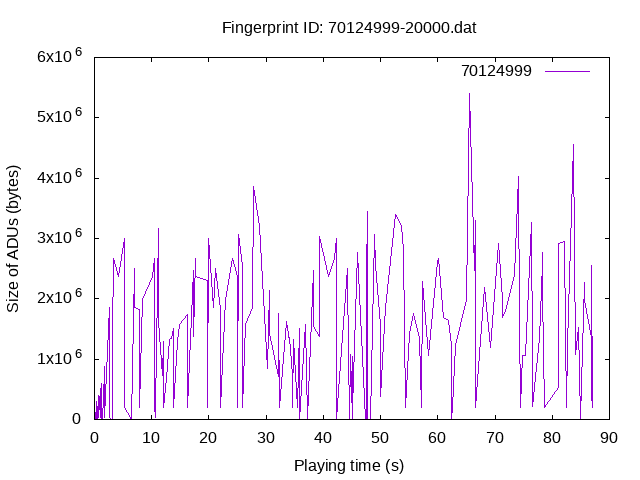 Fingerprint ID: 70124999-20000.dat
70124999
Size of ADUs (bytes)
6x10^6
5x10^6
4x10^6
3x10^6
2x10^6
1x10^6
0
0 10 20 30 40 50 60 70 80 90
Playing time (s)